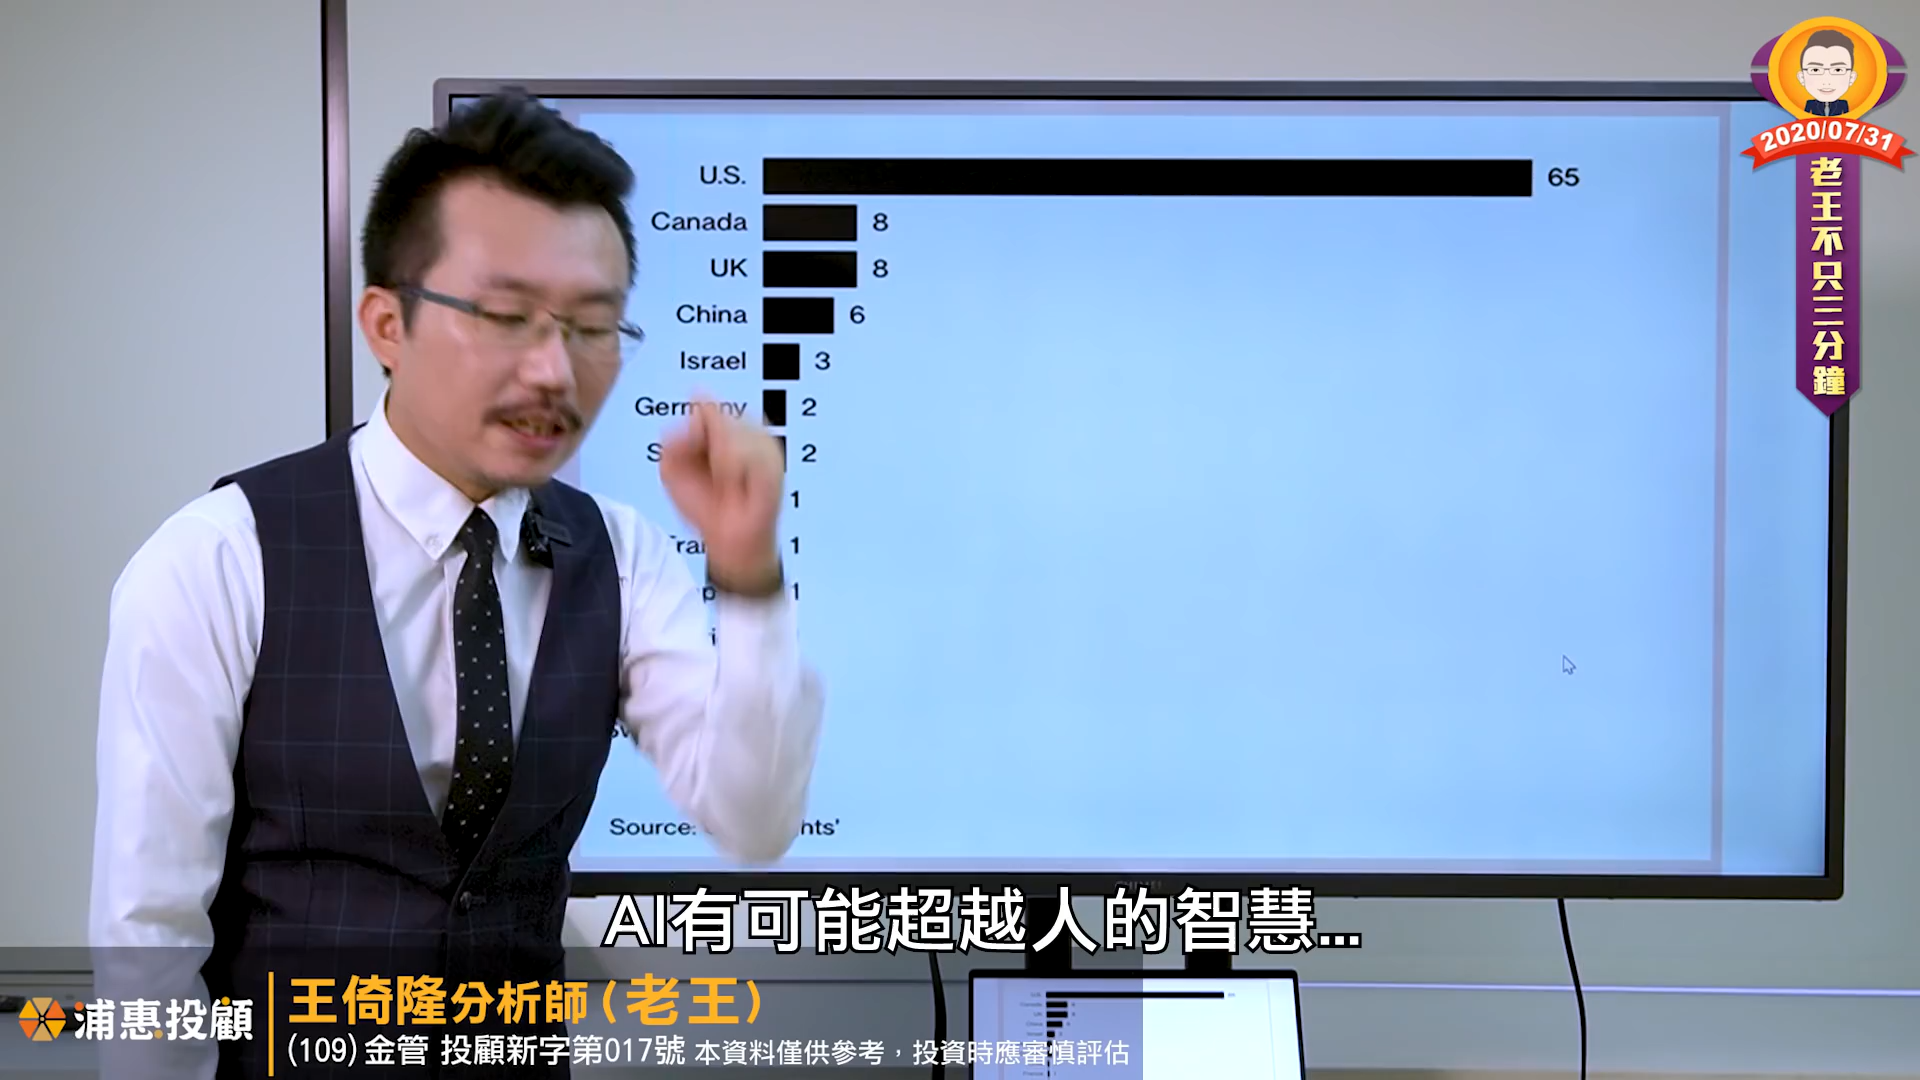 2020/07/31
老王不只三分鐘
U.S. 65
Canada 8
UK 8
China 6
Israel 3
Germany 2
2
1
1
1
Source:
AI有可能超越人的智慧...
浦惠投顧
王倚隆分析師(老王)
(109)金管 投顧新字第017號 本資料僅供參考，投資時應審慎評估